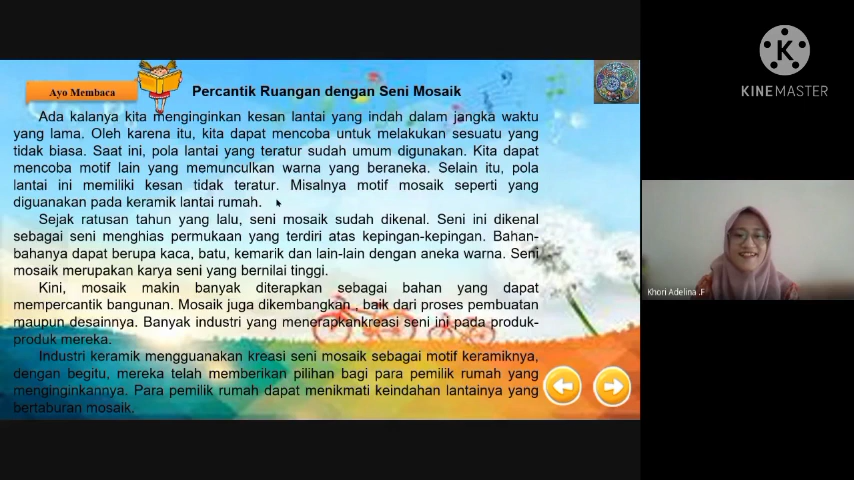 Ayo Membaca
Percantik Ruangan dengan Seni Mosaik
Ada kalanya kita menginginkan kesan lantai yang indah dalam jangka waktu
yang lama. Oleh karena itu, kita dapat mencoba untuk melakukan sesuatu yang
tidak biasa. Saat ini, pola lantai yang teratur sudah umum digunakan. Kita dapat
mencoba motif lain yang memunculkan warna yang beraneka. Selain itu, pola
lantai ini memiliki kesan tidak teratur. Misalnya motif mosaik seperti yang
diguanakan pada keramik lantai rumah.
Sejak ratusan tahun yang lalu, seni mosaik sudah dikenal. Seni ini dikenal
sebagai seni menghias permukaan yang terdiri atas kepingan-kepingan. Bahan-
bahanya dapat berupa kaca, batu, kemarik dan lain-lain dengan aneka warna. Seni
mosaik merupakan karya seni yang bernilai tinggi.
Kini, mosaik makin banyak diterapkan sebagai bahan yang dapat
mempercantik bangunan. Mosaik juga dikembangkan , baik dari proses pembuatan
maupun desainnya. Banyak industri yang menerapkankreasi seni ini pada produk-
produk mereka.
Industri keramik mengguanakan kreasi seni mosaik sebagai motif keramiknya,
dengan begitu, mereka telah memberikan pilihan bagi para pemilik rumah yang
menginginkannya. Para pemilik rumah dapat menikmati keindahan lantainya yang
bertaburan mosaik.
K
KINEMASTER
Khori Adelina .F